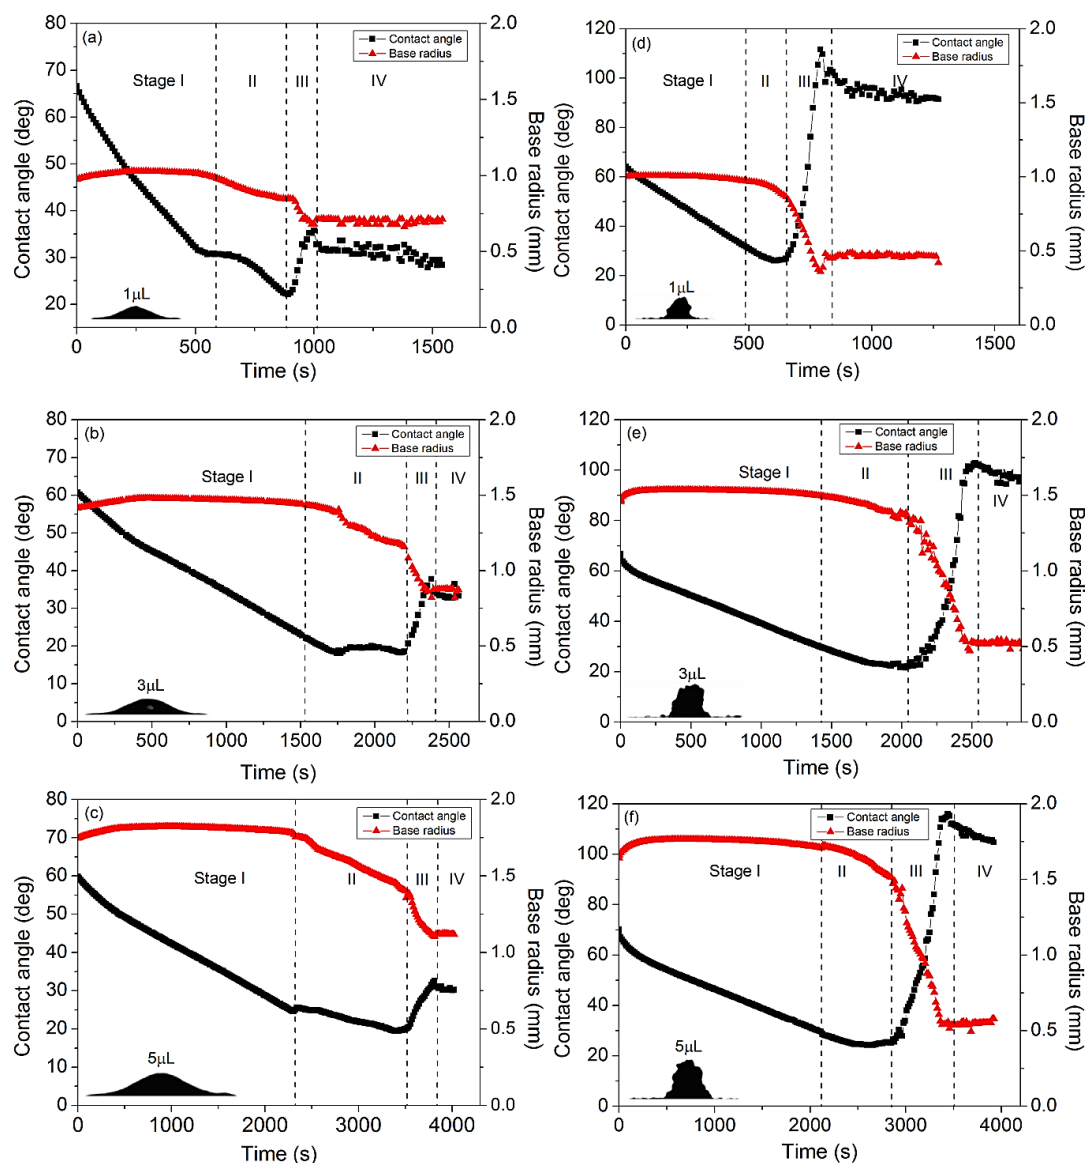 (a)
Contact angle
Base radius
Stage I
II
III
IV
80
70
60
50
40
30
20
Contact angle (deg)
2.0
1.5
1.0
0.5
0.0
Base radius (mm)
1μL
0
500
1000
1500
Time (s)
(d)
Contact angle
Base radius
Stage I
II
III
IV
120
100
80
60
40
20
0
Contact angle (deg)
2.0
1.5
1.0
0.5
0.0
Base radius (mm)
1μL
0
500
1000
1500
Time (s)
(b)
Contact angle
Base radius
Stage I
II
III
IV
80
70
60
50
40
30
20
10
0
Contact angle (deg)
2.0
1.5
1.0
0.5
0.0
Base radius (mm)
3μL
0
500
1000
1500
2000
2500
Time (s)
(e)
Contact angle
Base radius
Stage I
II
III
IV
120
100
80
60
40
20
0
Contact angle (deg)
2.0
1.5
1.0
0.5
0.0
Base radius (mm)
3μL
0
500
1000
1500
2000
2500
Time (s)
(c)
Contact angle
Base radius
Stage I
II
III
IV
80
70
60
50
40
30
20
10
0
Contact angle (deg)
2.0
1.5
1.0
0.5
0.0
Base radius (mm)
5μL
0
1000
2000
3000
4000
Time (s)
(f)
Contact angle
Base radius
Stage I
II
III
IV
120
100
80
60
40
20
0
Contact angle (deg)
2.0
1.5
1.0
0.5
0.0
Base radius (mm)
5μL
0
1000
2000
3000
4000
Time (s)